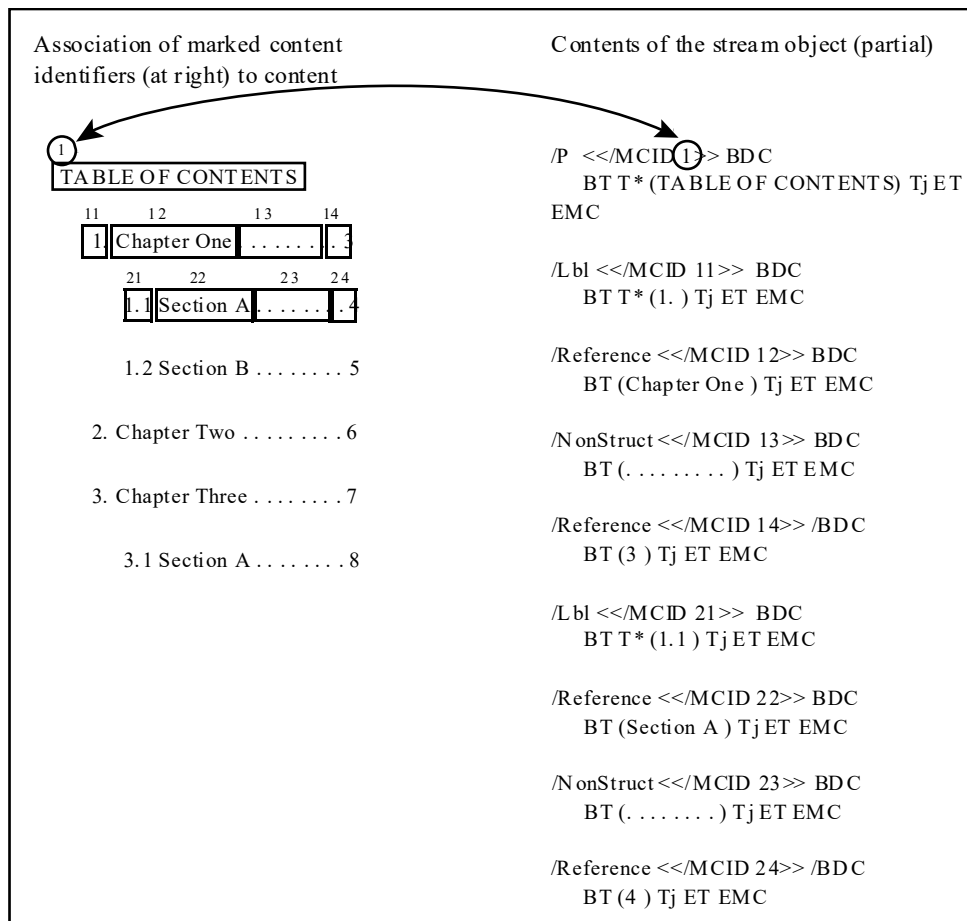 Association of marked content
identifiers (at right) to content
1
TABLE OF CONTENTS
11 12 13 14
1. Chapter One . . . . . . . . . 3
21 22 23 24
1.1 Section A . . . . . . . . 4
1.2 Section B . . . . . . . . 5
2. Chapter Two . . . . . . . . . 6
3. Chapter Three . . . . . . . . 7
3.1 Section A . . . . . . . . 8
Contents of the stream object (partial)
/P <</MCID 1>> BDC
BT T* (TABLE OF CONTENTS) Tj ET
EMC
/Lbl <</MCID 11>> BDC
BT T* (1. ) Tj ET EMC
/Reference <</MCID 12>> BDC
BT (Chapter One ) Tj ET EMC
/NonStruct <</MCID 13>> BDC
BT (. . . . . . . . . ) Tj ET EMC
/Reference <</MCID 14>> /BDC
BT (3 ) Tj ET EMC
/Lbl <</MCID 21>> BDC
BT T* (1.1 ) Tj ET EMC
/Reference <</MCID 22>> BDC
BT (Section A ) Tj ET EMC
/NonStruct <</MCID 23>> BDC
BT (. . . . . . . . ) Tj ET EMC
/Reference <</MCID 24>> /BDC
BT (4 ) Tj ET EMC